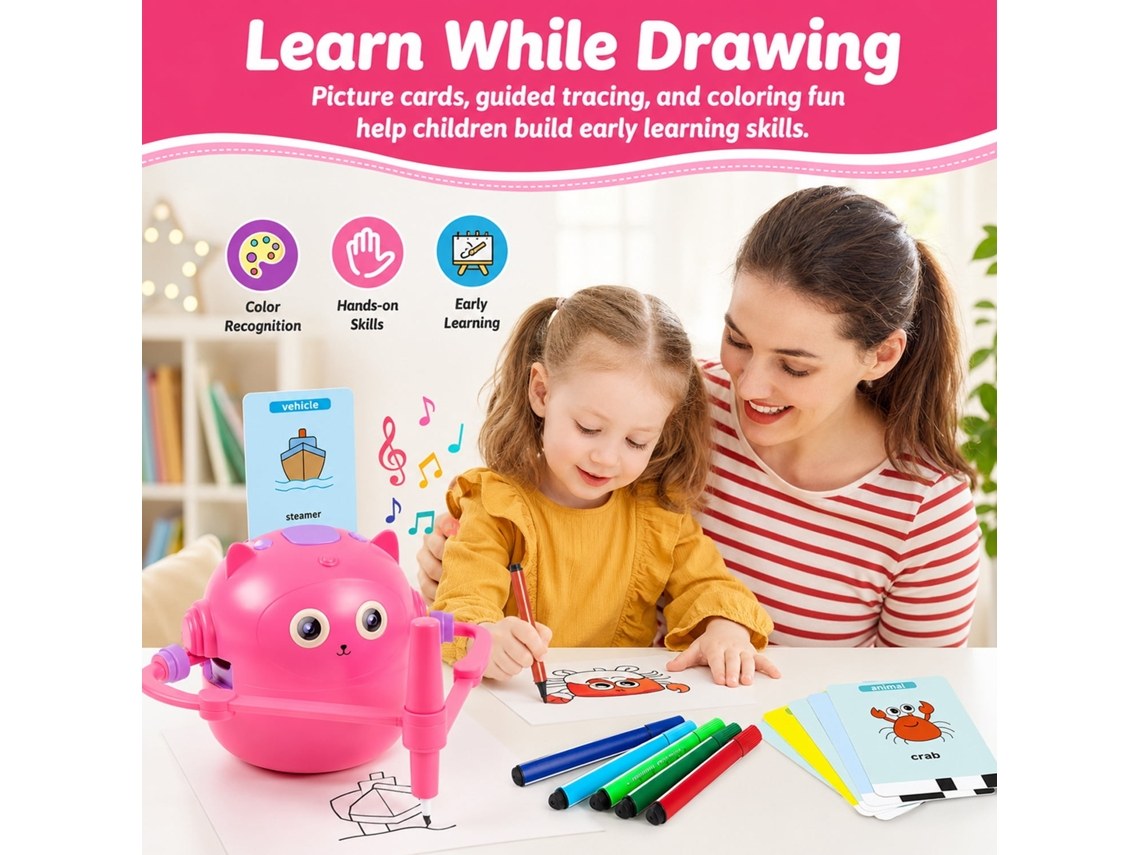 Learn While Drawing
Picture cards, guided tracing, and coloring fun
help children build early learning skills.
Color
Recognition
Hands-on
Skills
Early
Learning
vehicle
steamer
animal
crab